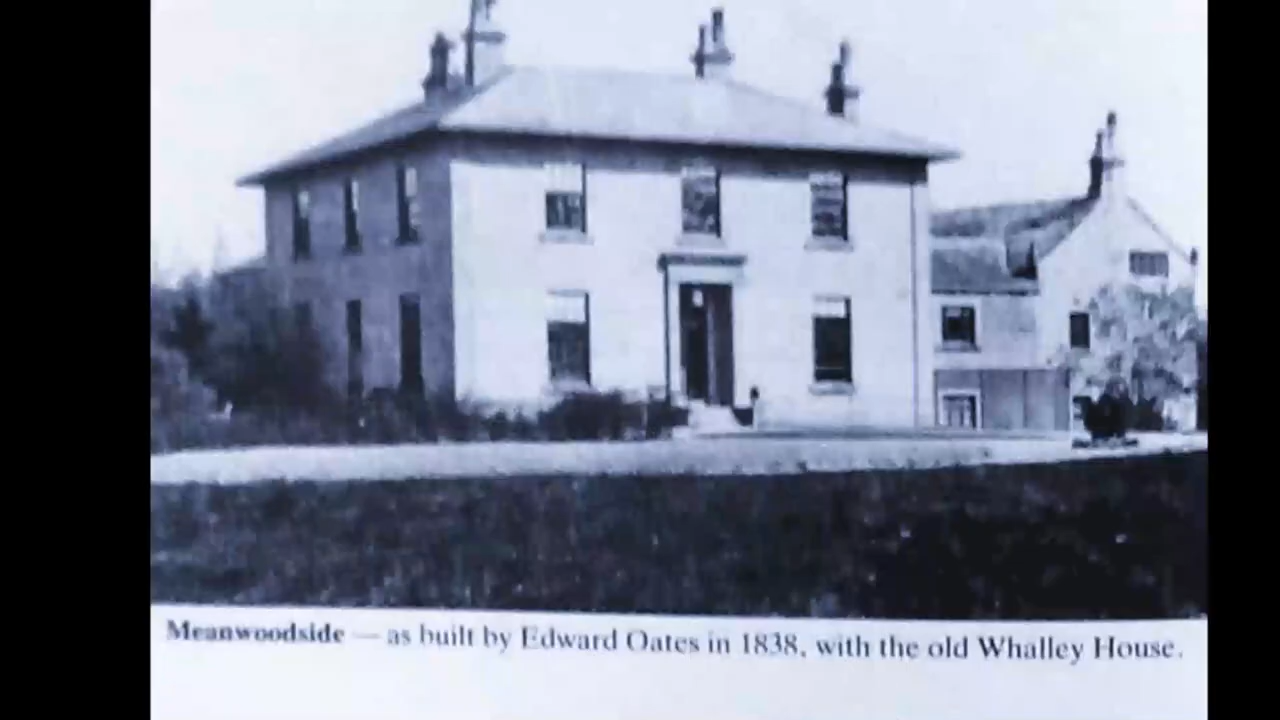 Meanwoodside — as built by Edward Oates in 1838, with the old Whalley House.